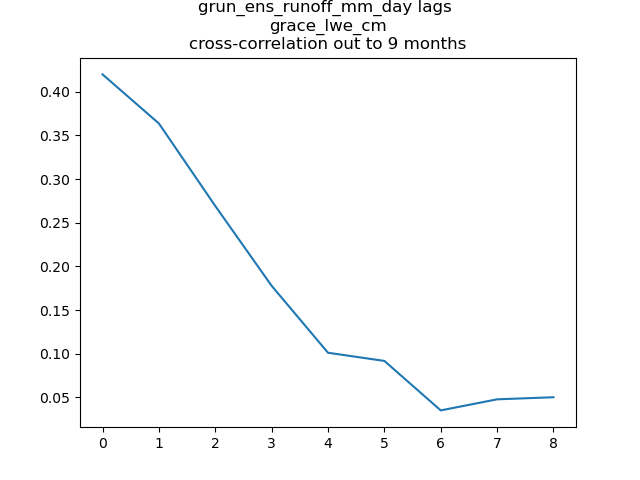 grun_ens_runoff_mm_day lags
grace_lwe_cm
cross-correlation out to 9 months
0.40
0.35
0.30
0.25
0.20
0.15
0.10
0.05
0 1 2 3 4 5 6 7 8